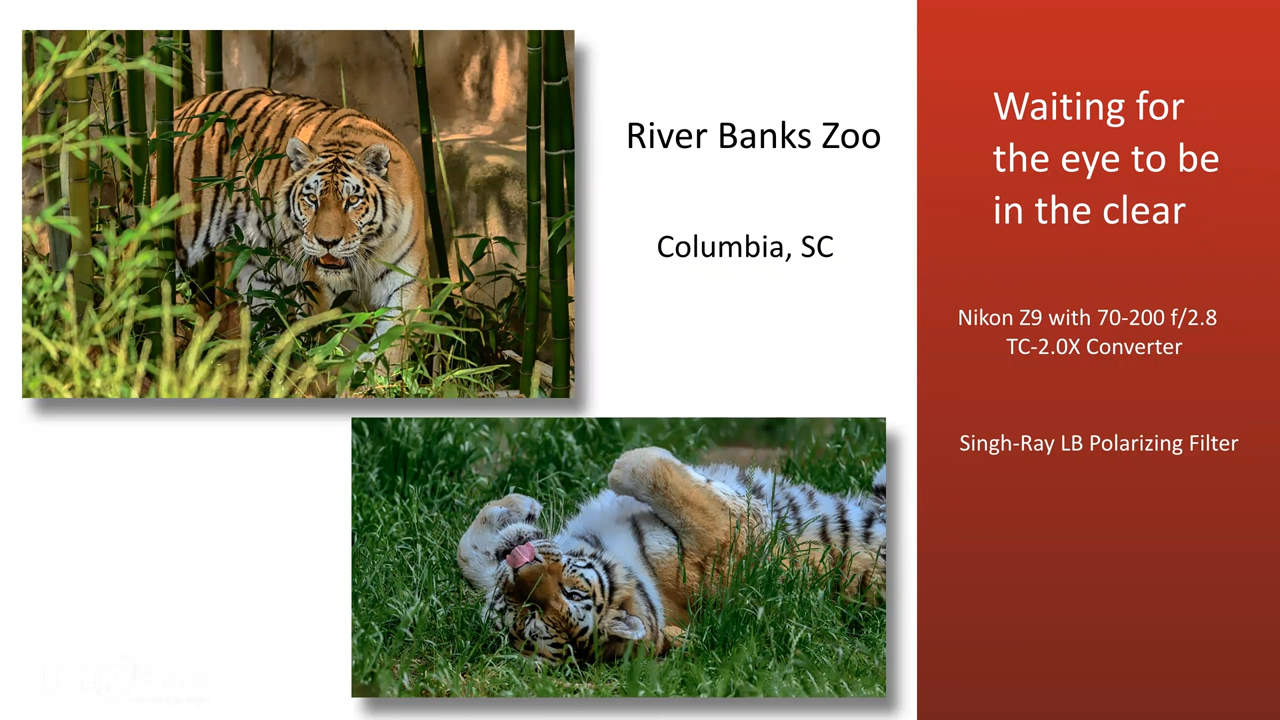 River Banks Zoo
Columbia, SC
Waiting for
the eye to be
in the clear
Nikon Z9 with 70-200 f/2.8
TC-2.0X Converter
Singh-Ray LB Polarizing Filter